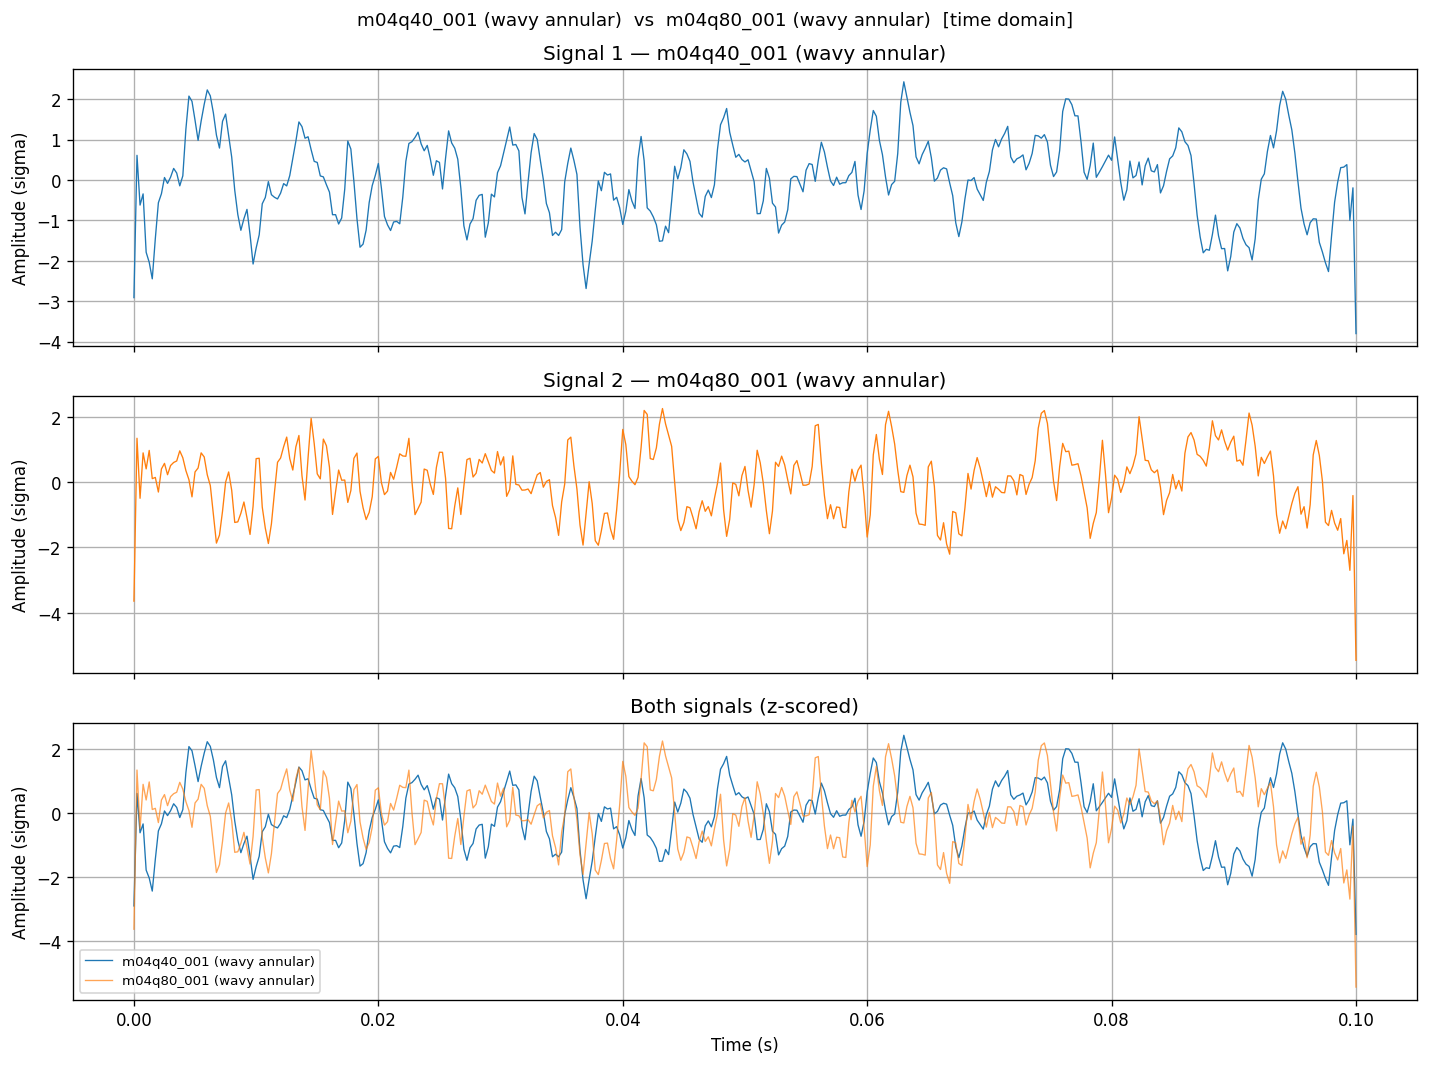 m04q40_001 (wavy annular)  vs  m04q80_001 (wavy annular)  [time domain]
Signal 1 — m04q40_001 (wavy annular)
Amplitude (sigma)
2
1
0
−1
−2
−3
−4
Signal 2 — m04q80_001 (wavy annular)
Amplitude (sigma)
2
0
−2
−4
Both signals (z-scored)
Amplitude (sigma)
2
0
−2
−4
m04q40_001 (wavy annular)
m04q80_001 (wavy annular)
0.00 0.02 0.04 0.06 0.08 0.10
Time (s)